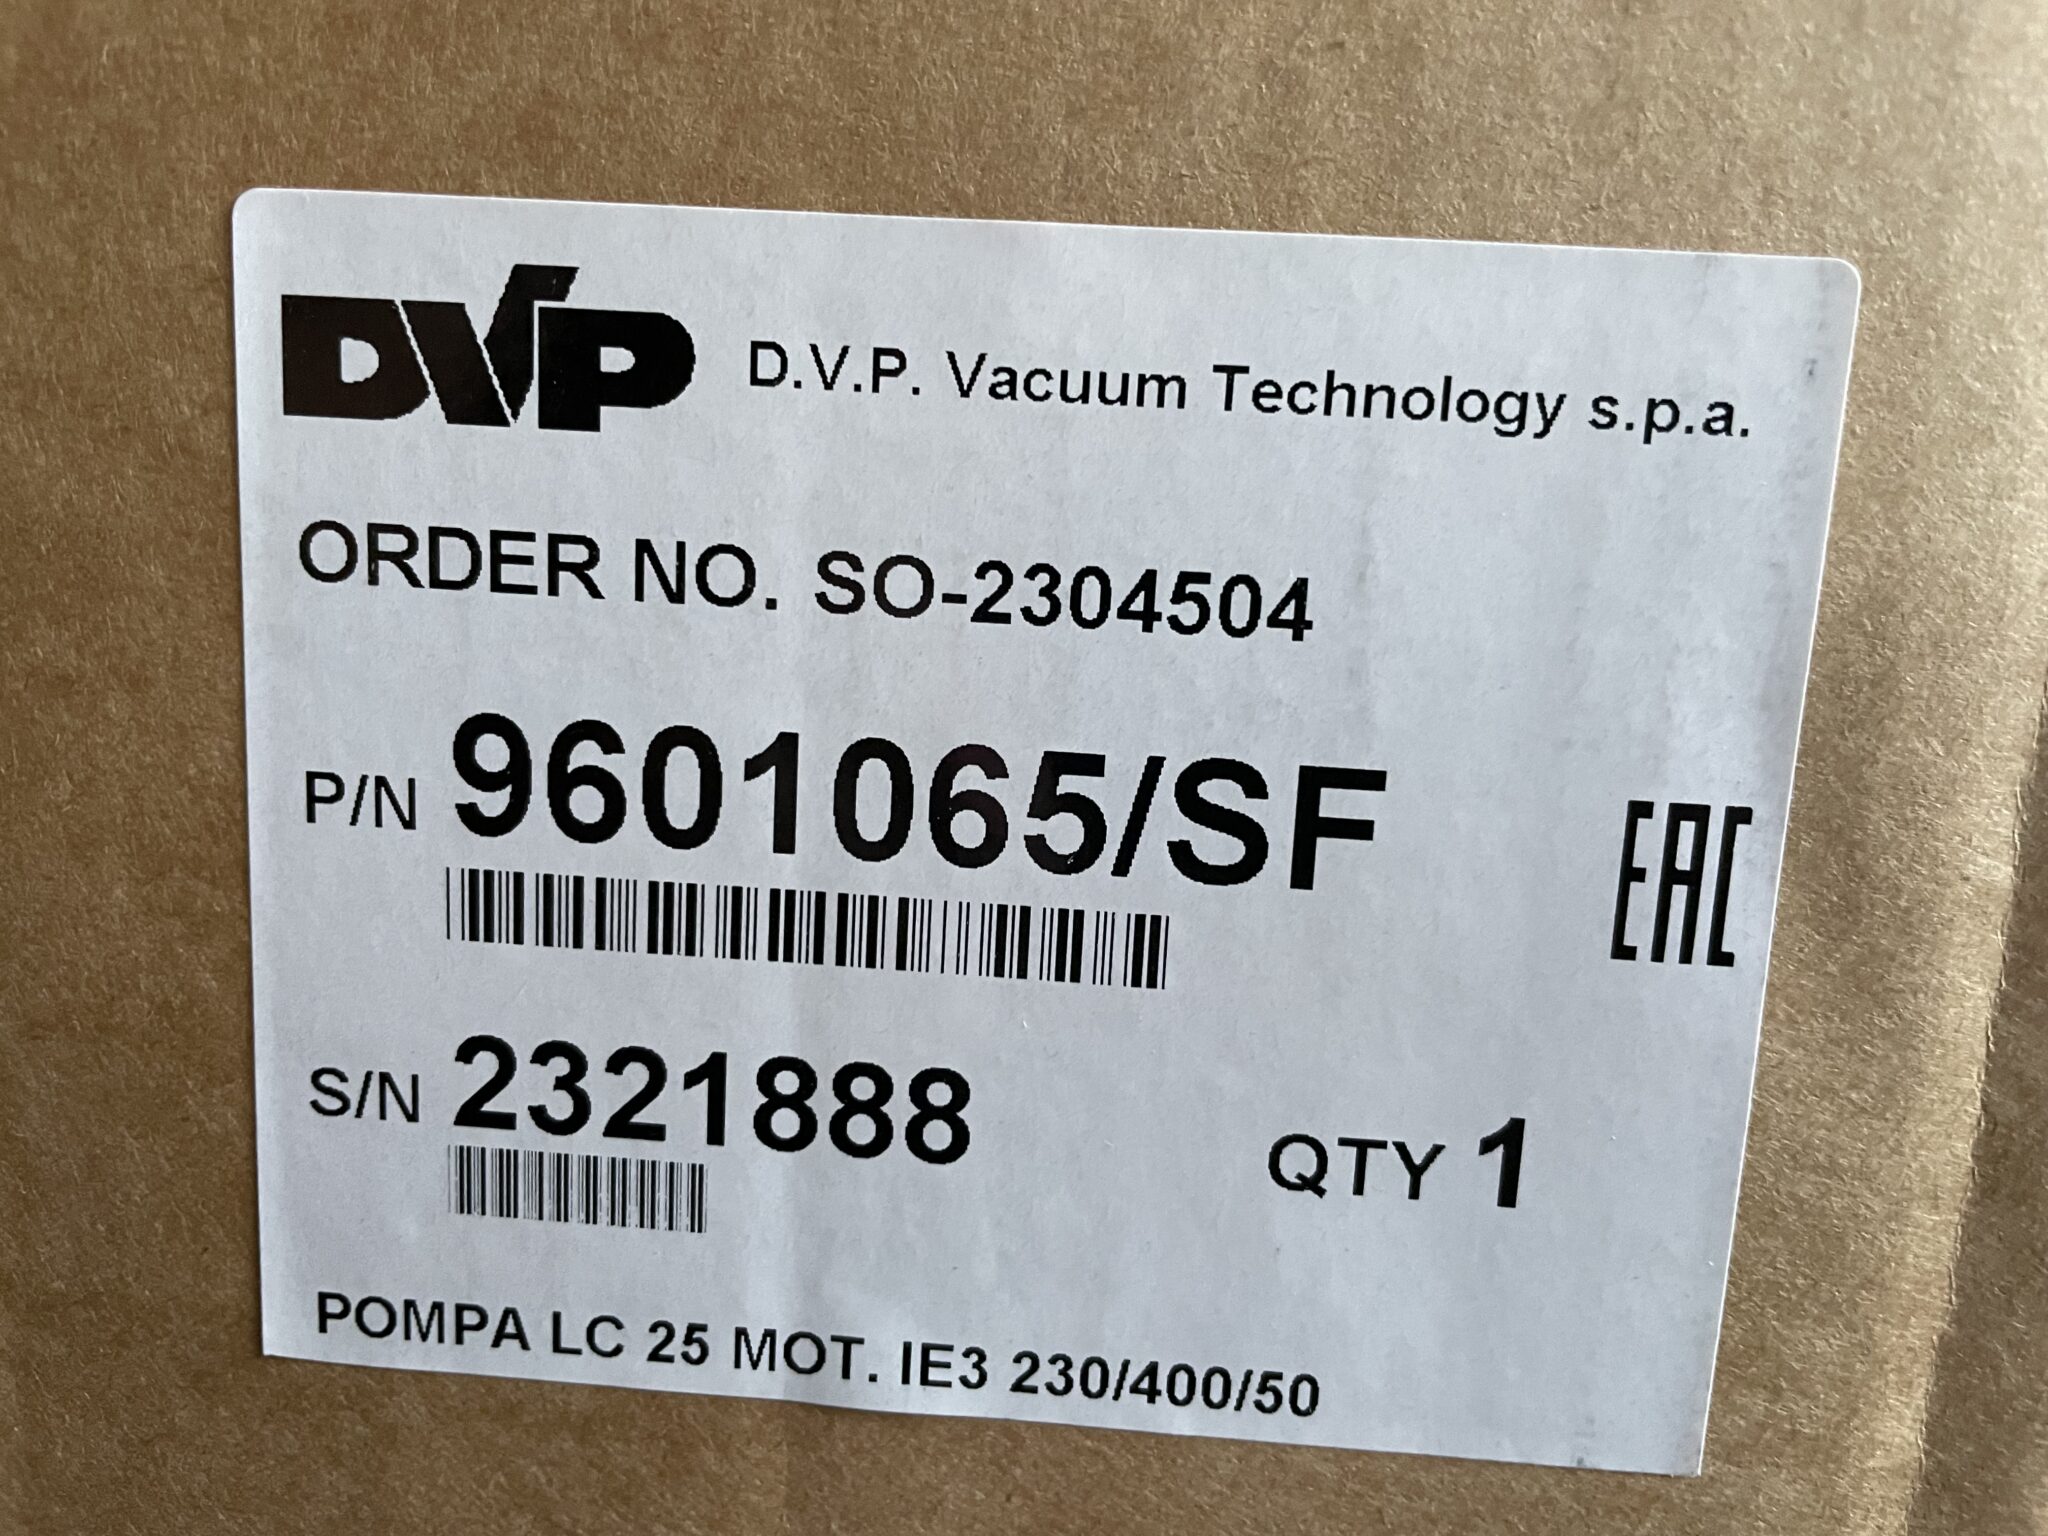 DVP D.V.P. Vacuum Technology s.p.a.
ORDER NO. SO-2304504
P/N 9601065/SF
EAC
S/N 2321888
QTY 1
POMPA LC 25 MOT. IE3 230/400/50